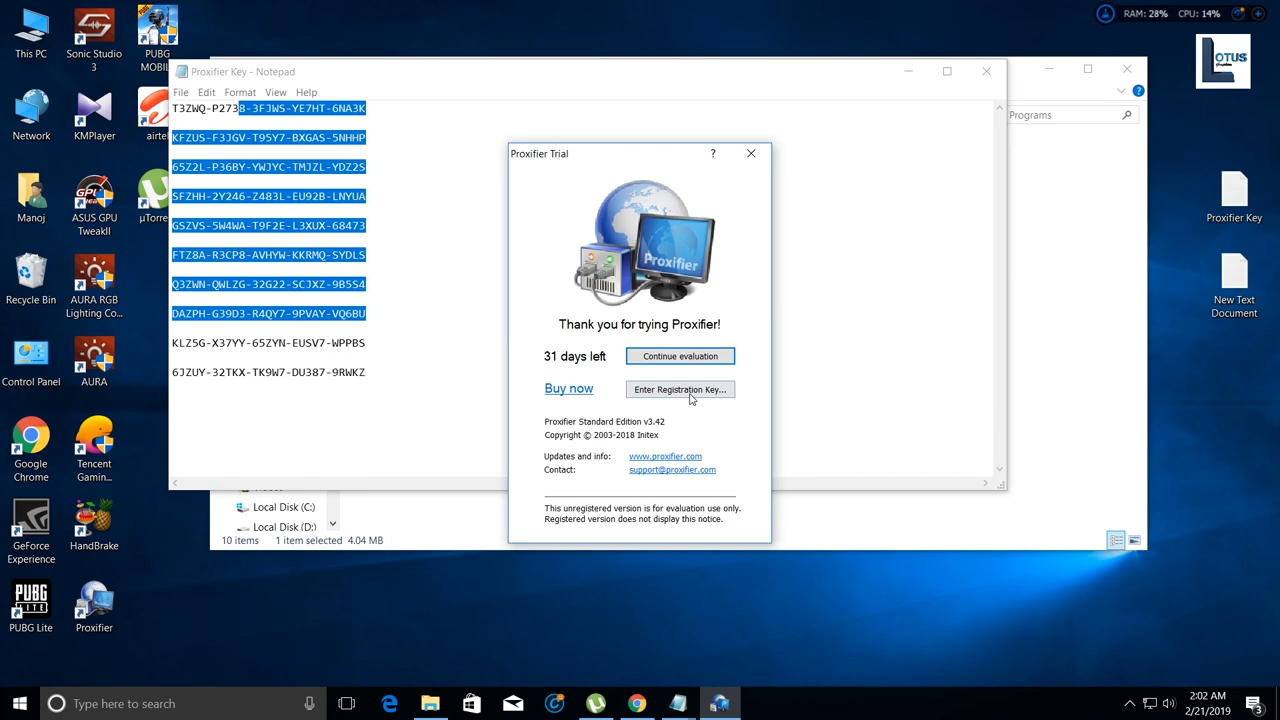 This PC
Sonic Studio 3
PUBG MOBIL
Network
KMPlayer
airtel
Manoj
ASUS GPU TweakII
µTorre
Recycle Bin
AURA RGB Lighting Co...
Control Panel
AURA
Google Chrome
Tencent Gaming...
GeForce Experience
HandBrake
PUBG Lite
Proxifier
RAM: 28% CPU: 14%
LOTUS
Proxifier Key
New Text Document
Programs
Proxifier Key - Notepad
File Edit Format View Help
T3ZWQ-P2738-3FJWS-YE7HT-6NA3K
KFZUS-F3JGV-T95Y7-BXGAS-5NHHP
65Z2L-P36BY-YWJYC-TMJZL-YDZ2S
SFZHH-2Y246-Z483L-EU92B-LNYUA
GSZVS-5W4WA-T9F2E-L3XUX-68473
FTZ8A-R3CP8-AVHYW-KKRMQ-SYDLS
Q3ZWN-QWLZG-32G22-SCJXZ-9B5S4
DAZPH-G39D3-R4QY7-9PVAY-VQ6BU
KLZ5G-X37YY-65ZYN-EUSV7-WPPBS
6JZUY-32TKX-TK9W7-DU387-9RWKZ
Proxifier Trial
Proxifier
Thank you for trying Proxifier!
31 days left Continue evaluation
Buy now Enter Registration Key...
Proxifier Standard Edition v3.42
Copyright © 2003-2018 Initex
Updates and info: www.proxifier.com
Contact: support@proxifier.com
This unregistered version is for evaluation use only.
Registered version does not display this notice.
Local Disk (C:)
Local Disk (D:)
10 items 1 item selected 4.04 MB
Type here to search
2:02 AM
2/21/2019
3